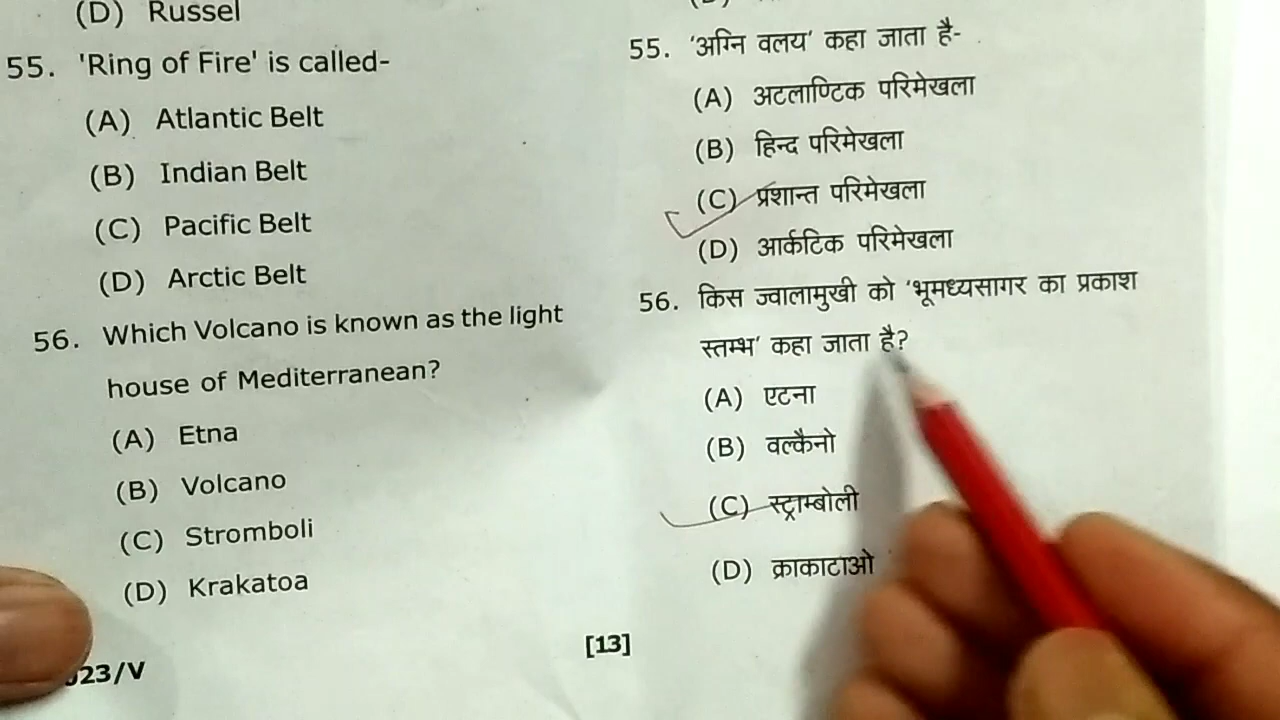 (D) Russel
55. 'Ring of Fire' is called-
(A) Atlantic Belt
(B) Indian Belt
(C) Pacific Belt
(D) Arctic Belt
56. Which Volcano is known as the light
house of Mediterranean?
(A) Etna
(B) Volcano
(C) Stromboli
(D) Krakatoa
55. 'अग्नि वलय' कहा जाता है-
(A) अटलाण्टिक परिमेखला
(B) हिन्द परिमेखला
(C) प्रशान्त परिमेखला
(D) आर्कटिक परिमेखला
56. किस ज्वालामुखी को 'भूमध्यसागर का प्रकाश
स्तम्भ' कहा जाता है?
(A) एटना
(B) वल्कैनो
(C) स्ट्राम्बोली
(D) क्राकाटाओ
[13]
23/V